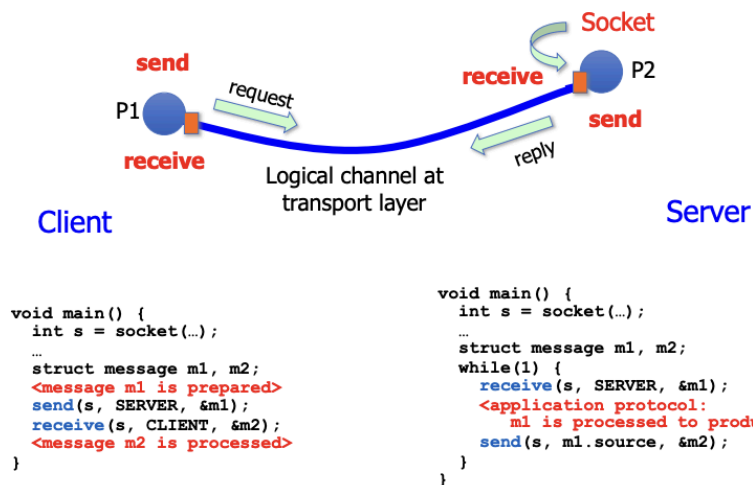 Socket
send
receive
P2
request
P1
send
receive
reply
Logical channel at
transport layer
Client
Server
void main() {
int s = socket(…);
…
struct message m1, m2;
<message m1 is prepared>
send(s, SERVER, &m1);
receive(s, CLIENT, &m2);
<message m2 is processed>
}
void main() {
int s = socket(…);
…
struct message m1, m2;
while(1) {
receive(s, SERVER, &m1);
<application protocol:
m1 is processed to
send(s, m1.source, &m2);
}
}